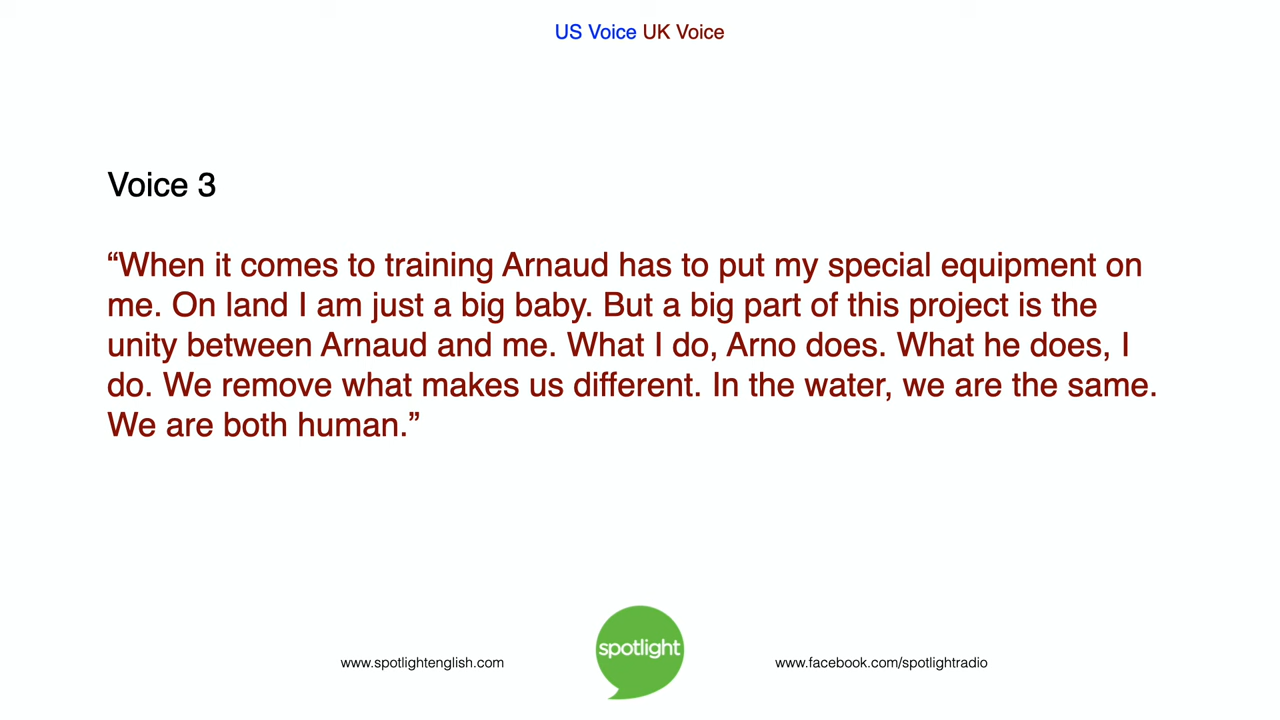 US Voice UK Voice
Voice 3
“When it comes to training Arnaud has to put my special equipment on
me. On land I am just a big baby. But a big part of this project is the
unity between Arnaud and me. What I do, Arno does. What he does, I
do. We remove what makes us different. In the water, we are the same.
We are both human.”
spotlight
www.spotlightenglish.com
www.facebook.com/spotlightradio